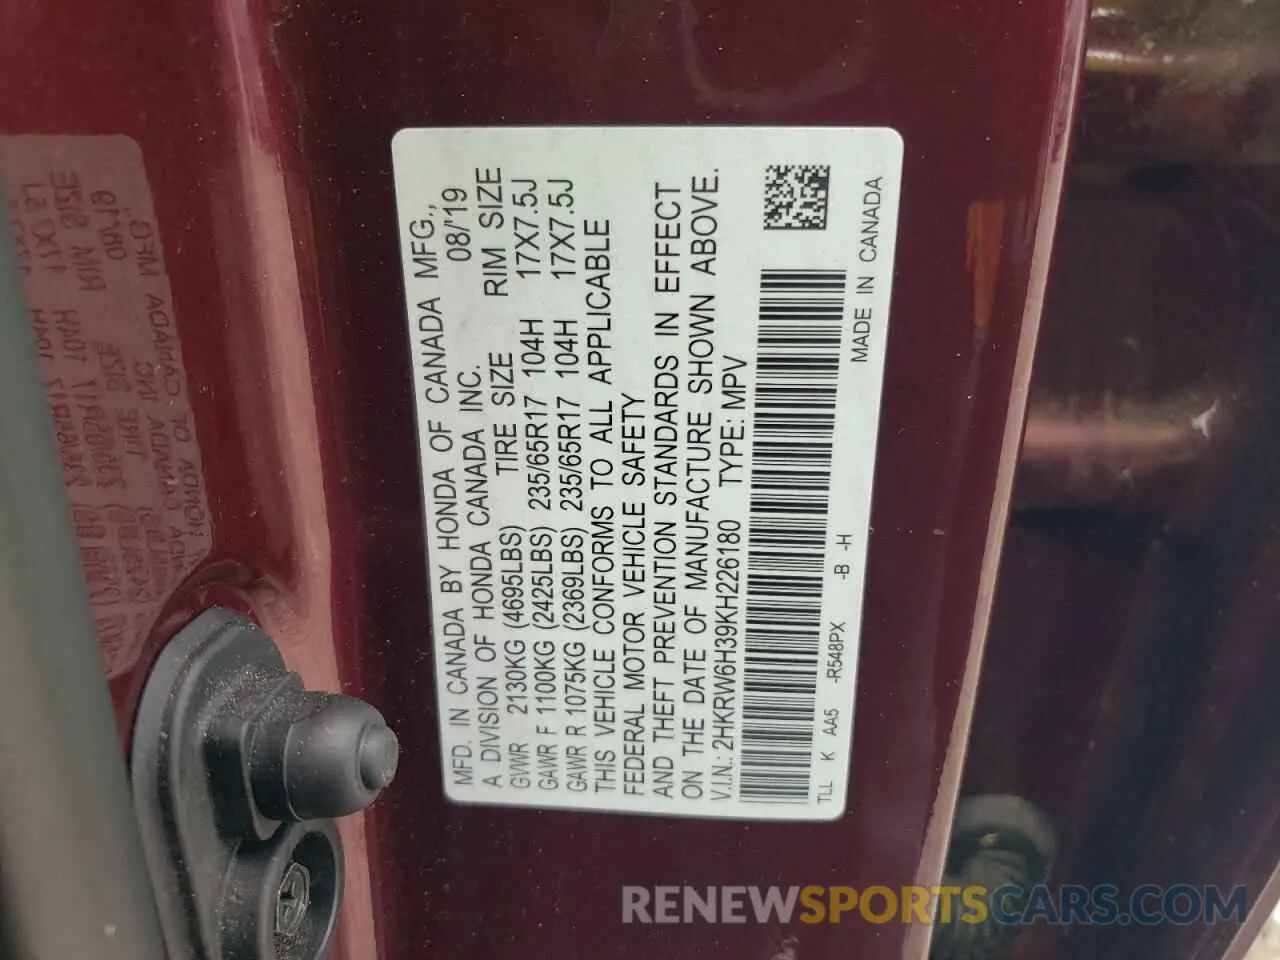 MFD. IN CANADA BY HONDA OF CANADA MFG.,
A DIVISION OF HONDA CANADA INC. 08/'19
GVWR 2130KG (4695LBS) TIRE SIZE RIM SIZE
GAWR F 1100KG (2425LBS) 235/65R17 104H 17X7.5J
GAWR R 1075KG (2369LBS) 235/65R17 104H 17X7.5J
THIS VEHICLE CONFORMS TO ALL APPLICABLE
FEDERAL MOTOR VEHICLE SAFETY
AND THEFT PREVENTION STANDARDS IN EFFECT
ON THE DATE OF MANUFACTURE SHOWN ABOVE.
V.I.N.: 2HKRW6H39KH226180 TYPE: MPV
TLL K AA5 -R548PX -B -H MADE IN CANADA
RENEWSPORTSCARS.COM